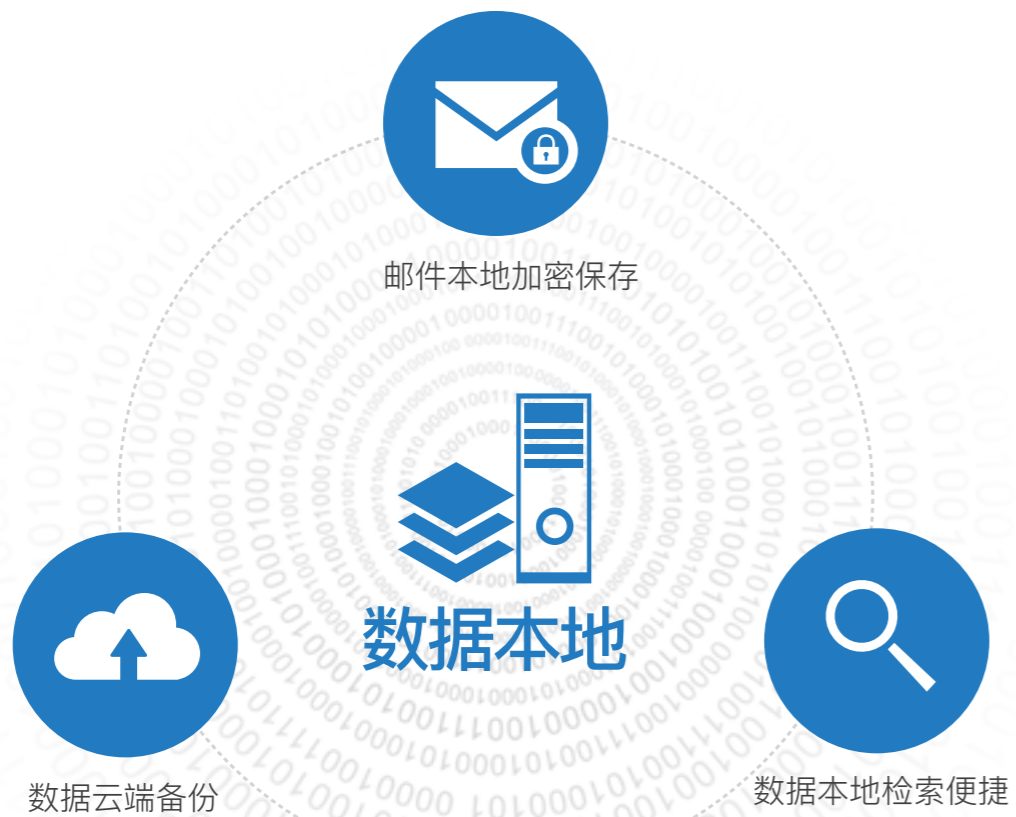 邮件本地加密保存
数据本地
数据云端备份
数据本地检索便捷